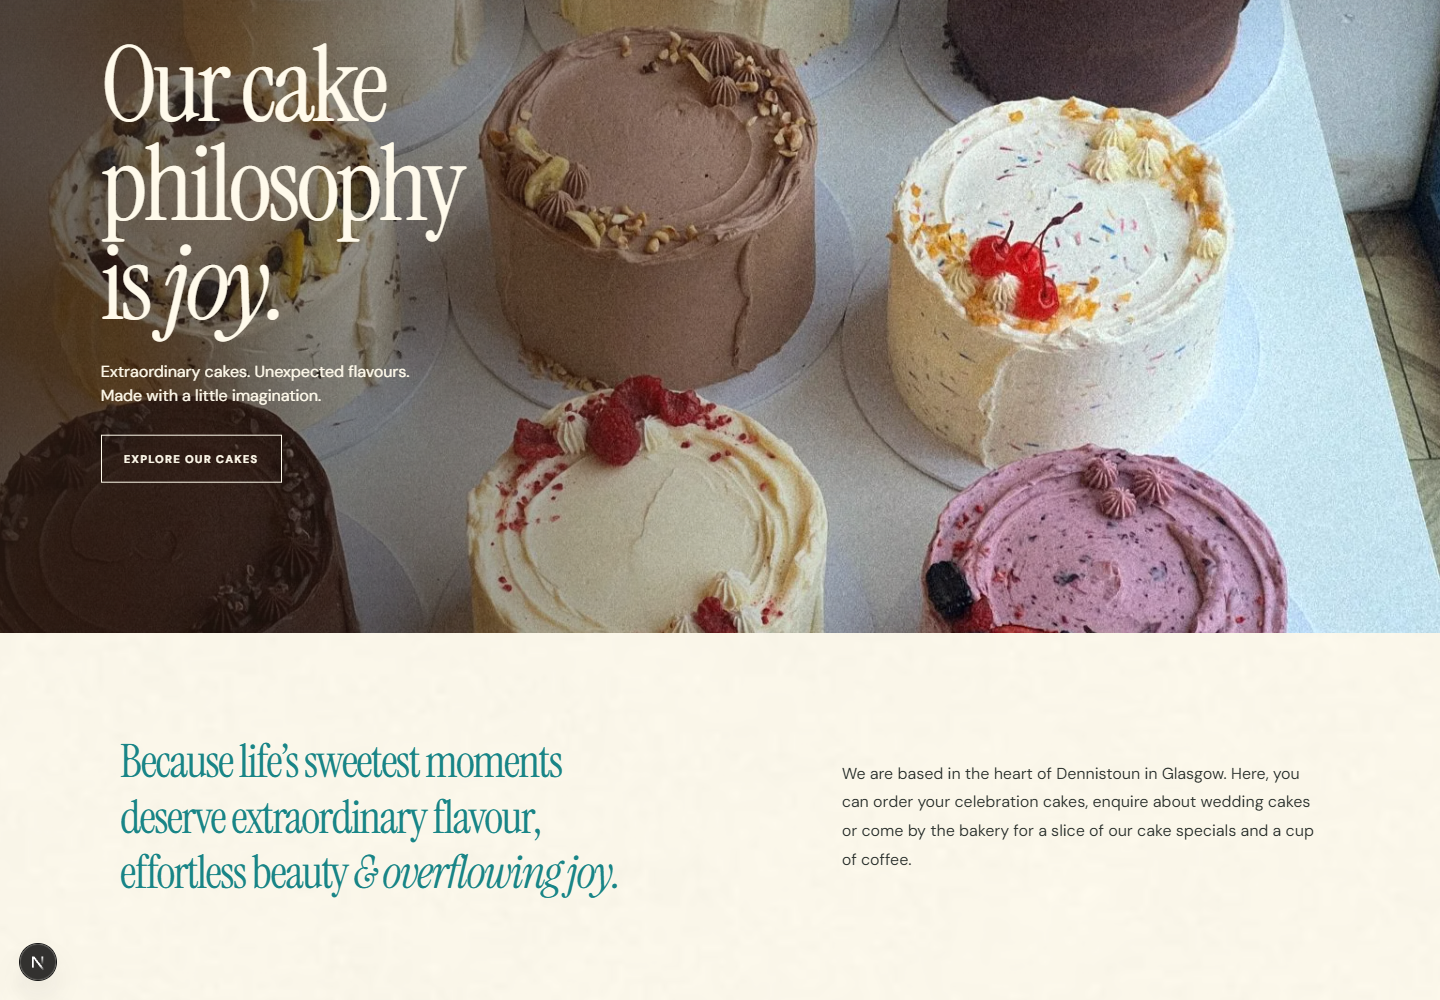 Our cake
philosophy
is joy.
Extraordinary cakes. Unexpected flavours.
Made with a little imagination.
EXPLORE OUR CAKES
Because life’s sweetest moments
deserve extraordinary flavour,
effortless beauty & overflowing joy.
We are based in the heart of Dennistoun in Glasgow. Here, you
can order your celebration cakes, enquire about wedding cakes
or come by the bakery for a slice of our cake specials and a cup
of coffee.
N